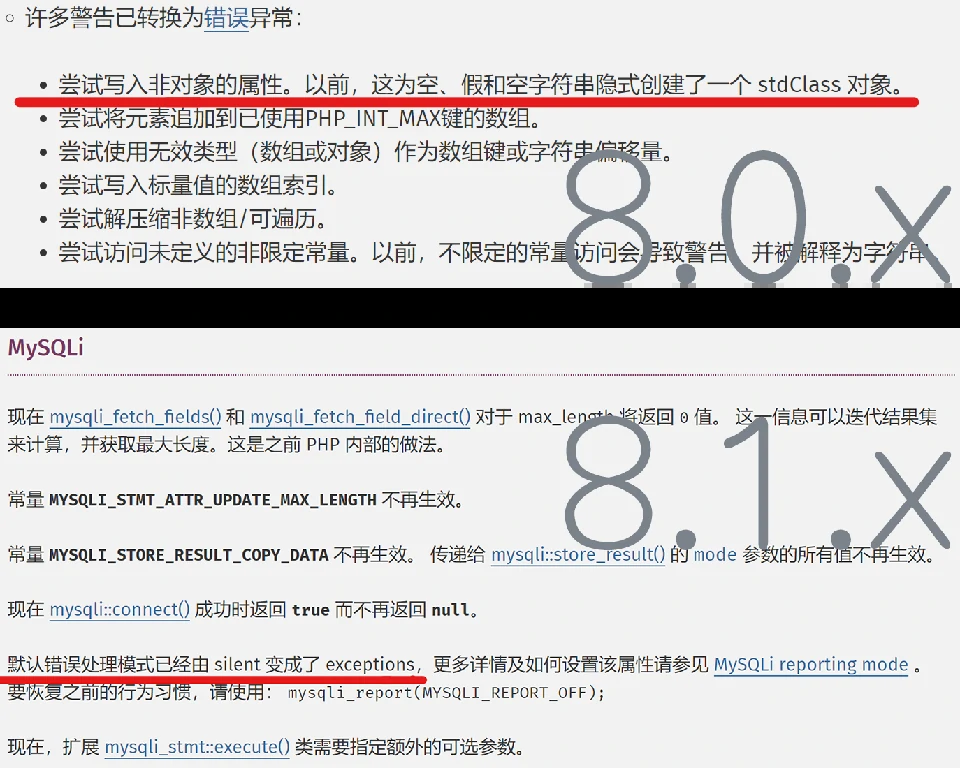 许多警告已转换为错误异常：
尝试写入非对象的属性。以前，这为空、假和空字符串隐式创建了一个 stdClass 对象。
尝试将元素追加到已使用PHP_INT_MAX键的数组。
尝试使用无效类型（数组或对象）作为数组键或字符串偏移量。
尝试写入标量值的数组索引。
尝试解压缩非数组/可遍历。
尝试访问未定义的非限定常量。以前，不限定的常量访问会导致警告，并被解释为字符串。
8.0.x
MySQLi
现在 mysqli_fetch_fields() 和 mysqli_fetch_field_direct() 对于 max_length 将返回 0 值。 这一信息可以迭代结果集
来计算，并获取最大长度。这是之前 PHP 内部的做法。
8.1.x
常量 MYSQLI_STMT_ATTR_UPDATE_MAX_LENGTH 不再生效。
常量 MYSQLI_STORE_RESULT_COPY_DATA 不再生效。 传递给 mysqli::store_result() 的 mode 参数的所有值不再生效。
现在 mysqli::connect() 成功时返回 true 而不再返回 null。
默认错误处理模式已经由 silent 变成了 exceptions，更多详情及如何设置该属性请参见 MySQLi reporting mode 。
要恢复之前的行为习惯，请使用： mysqli_report(MYSQLI_REPORT_OFF);
现在，扩展 mysqli_stmt::execute() 类需要指定额外的可选参数。